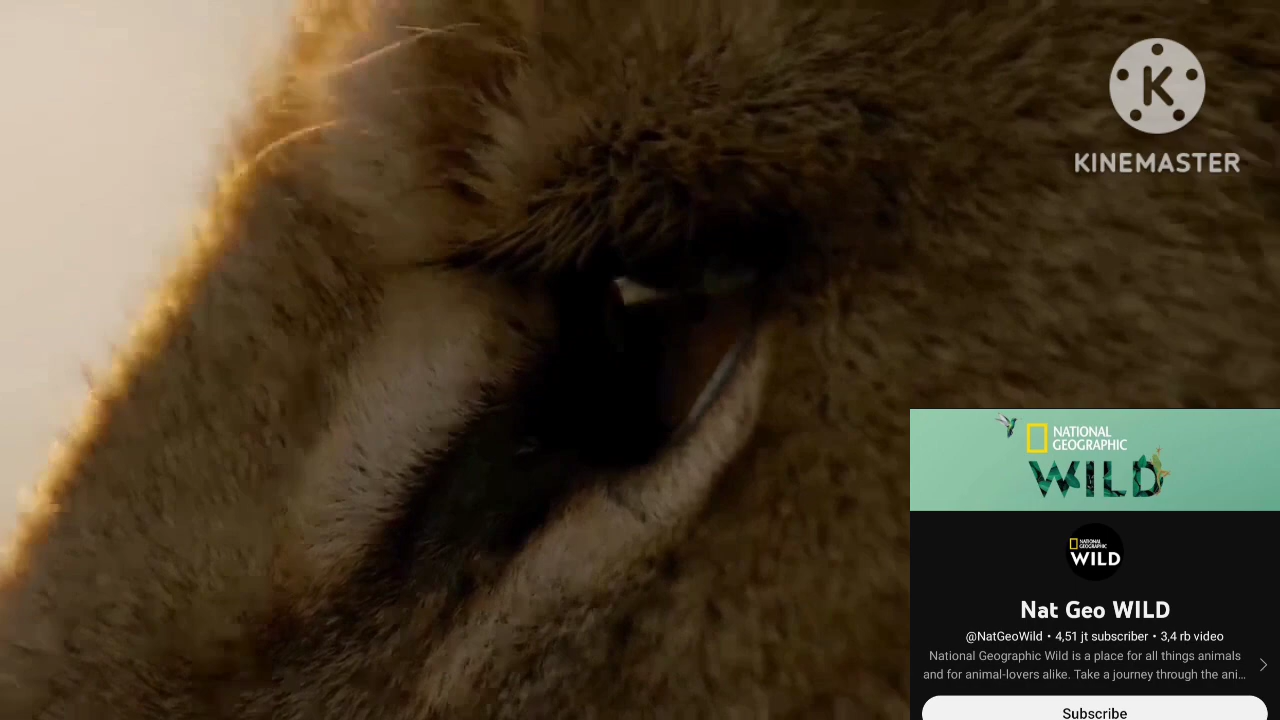 K
KINEMASTER
NATIONAL
GEOGRAPHIC
WILD
NATIONAL
GEOGRAPHIC
WILD
Nat Geo WILD
@NatGeoWild • 4,51 jt subscriber • 3,4 rb video
National Geographic Wild is a place for all things animals
and for animal-lovers alike. Take a journey through the ani...
Subscribe